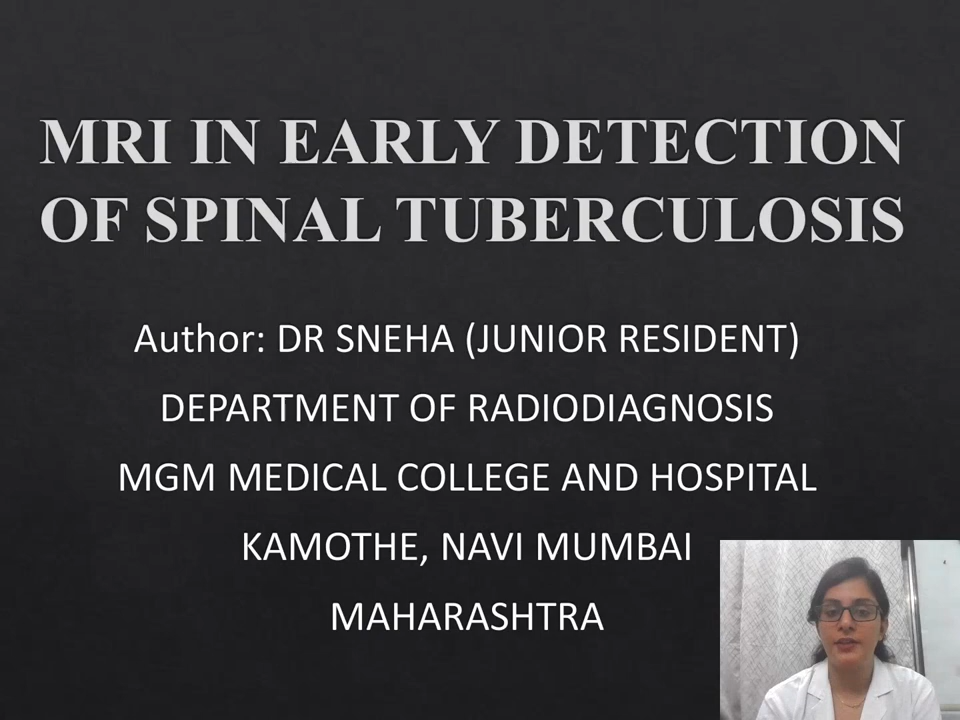 MRI IN EARLY DETECTION
OF SPINAL TUBERCULOSIS
Author: DR SNEHA (JUNIOR RESIDENT)
DEPARTMENT OF RADIODIAGNOSIS
MGM MEDICAL COLLEGE AND HOSPITAL
KAMOTHE, NAVI MUMBAI
MAHARASHTRA